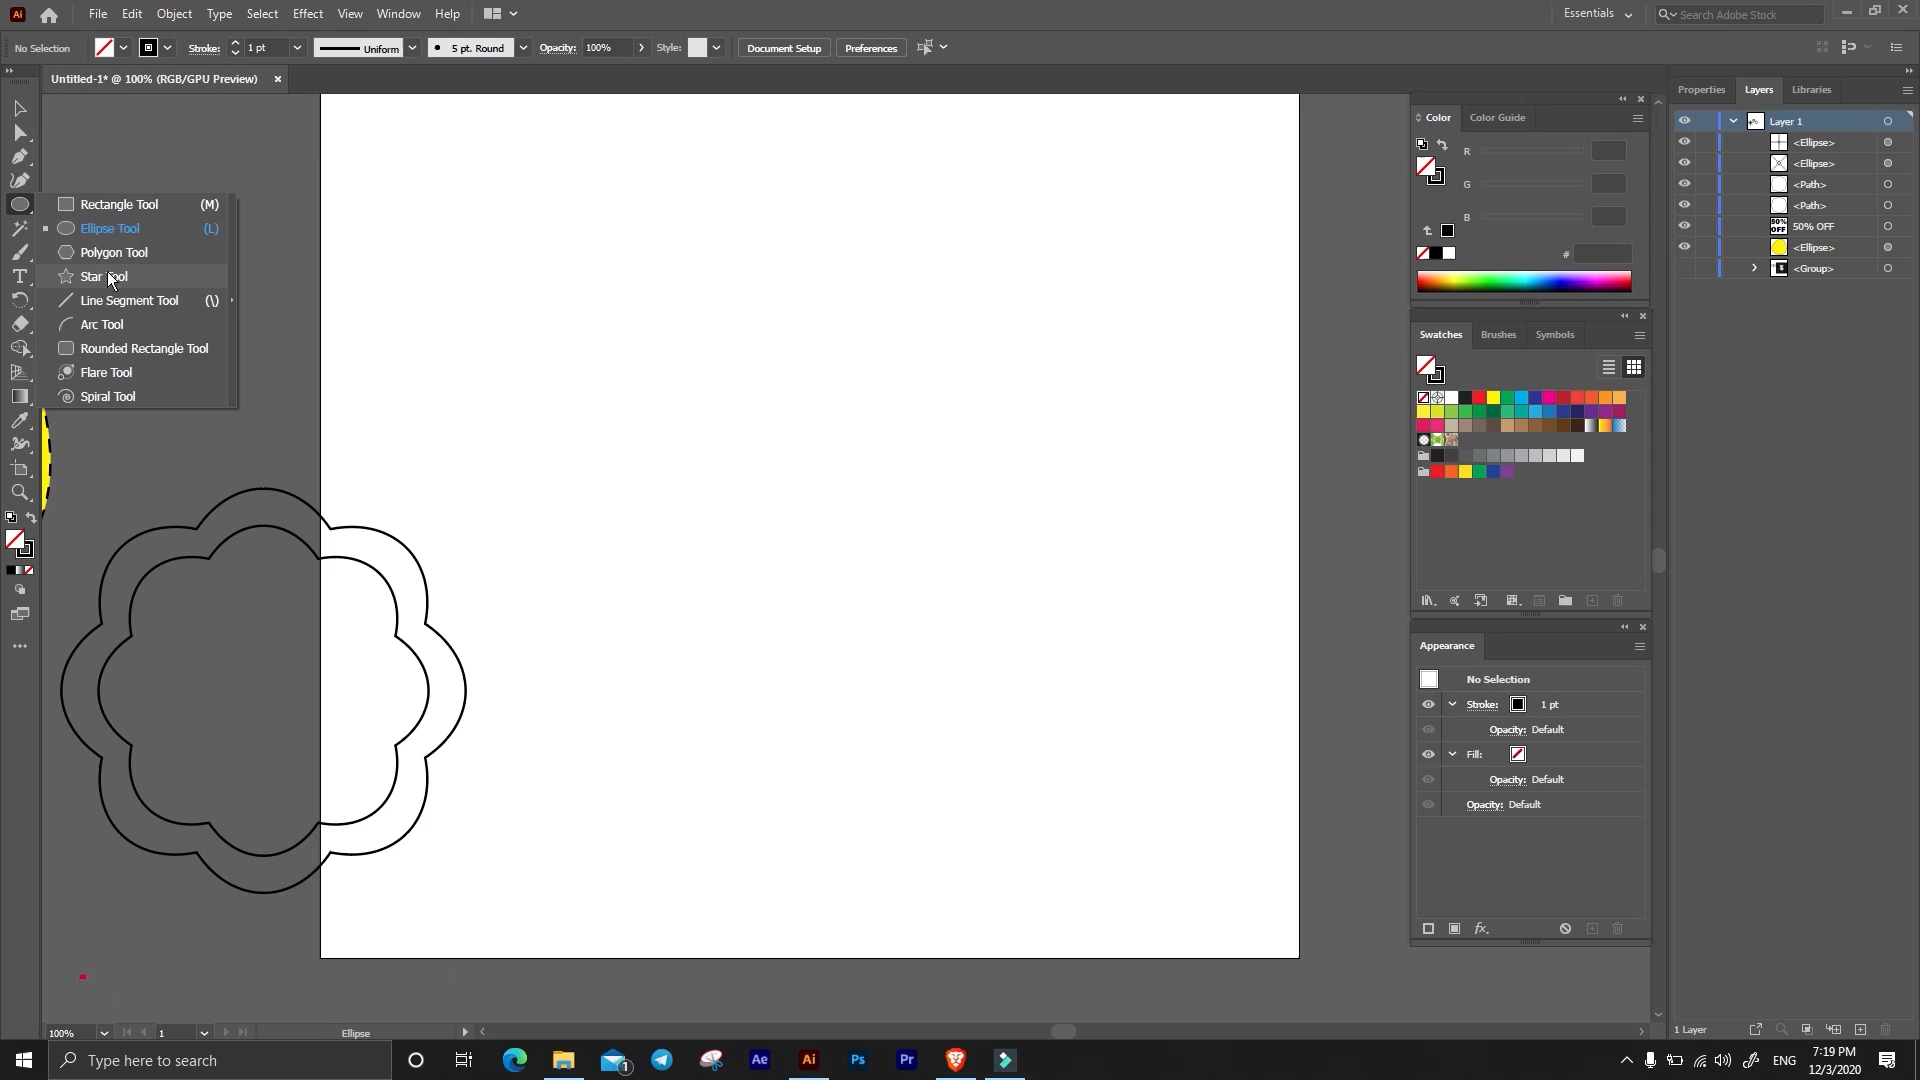 Ai File Edit Object Type Select Effect View Window Help Essentials Search Adobe Stock
No Selection Stroke: 1 pt Uniform 5 pt. Round Opacity: 100% Style: Document Setup Preferences
Untitled-1* @ 100% (RGB/GPU Preview)
Rectangle Tool (M)
Ellipse Tool (L)
Polygon Tool
Star Tool
Line Segment Tool (\)
Arc Tool
Rounded Rectangle Tool
Flare Tool
Spiral Tool
Color Color Guide
R
G
B
#
Swatches Brushes Symbols
Appearance
No Selection
Stroke: 1 pt
Opacity: Default
Fill:
Opacity: Default
Opacity: Default
fx
Properties Layers Libraries
Layer 1
<Ellipse>
<Ellipse>
<Path>
<Path>
50% OFF 50% OFF
<Ellipse>
<Group>
1 Layer
100% 1 Ellipse
Type here to search 1 Ae Ai Ps Pr ENG 7:19 PM
12/3/2020